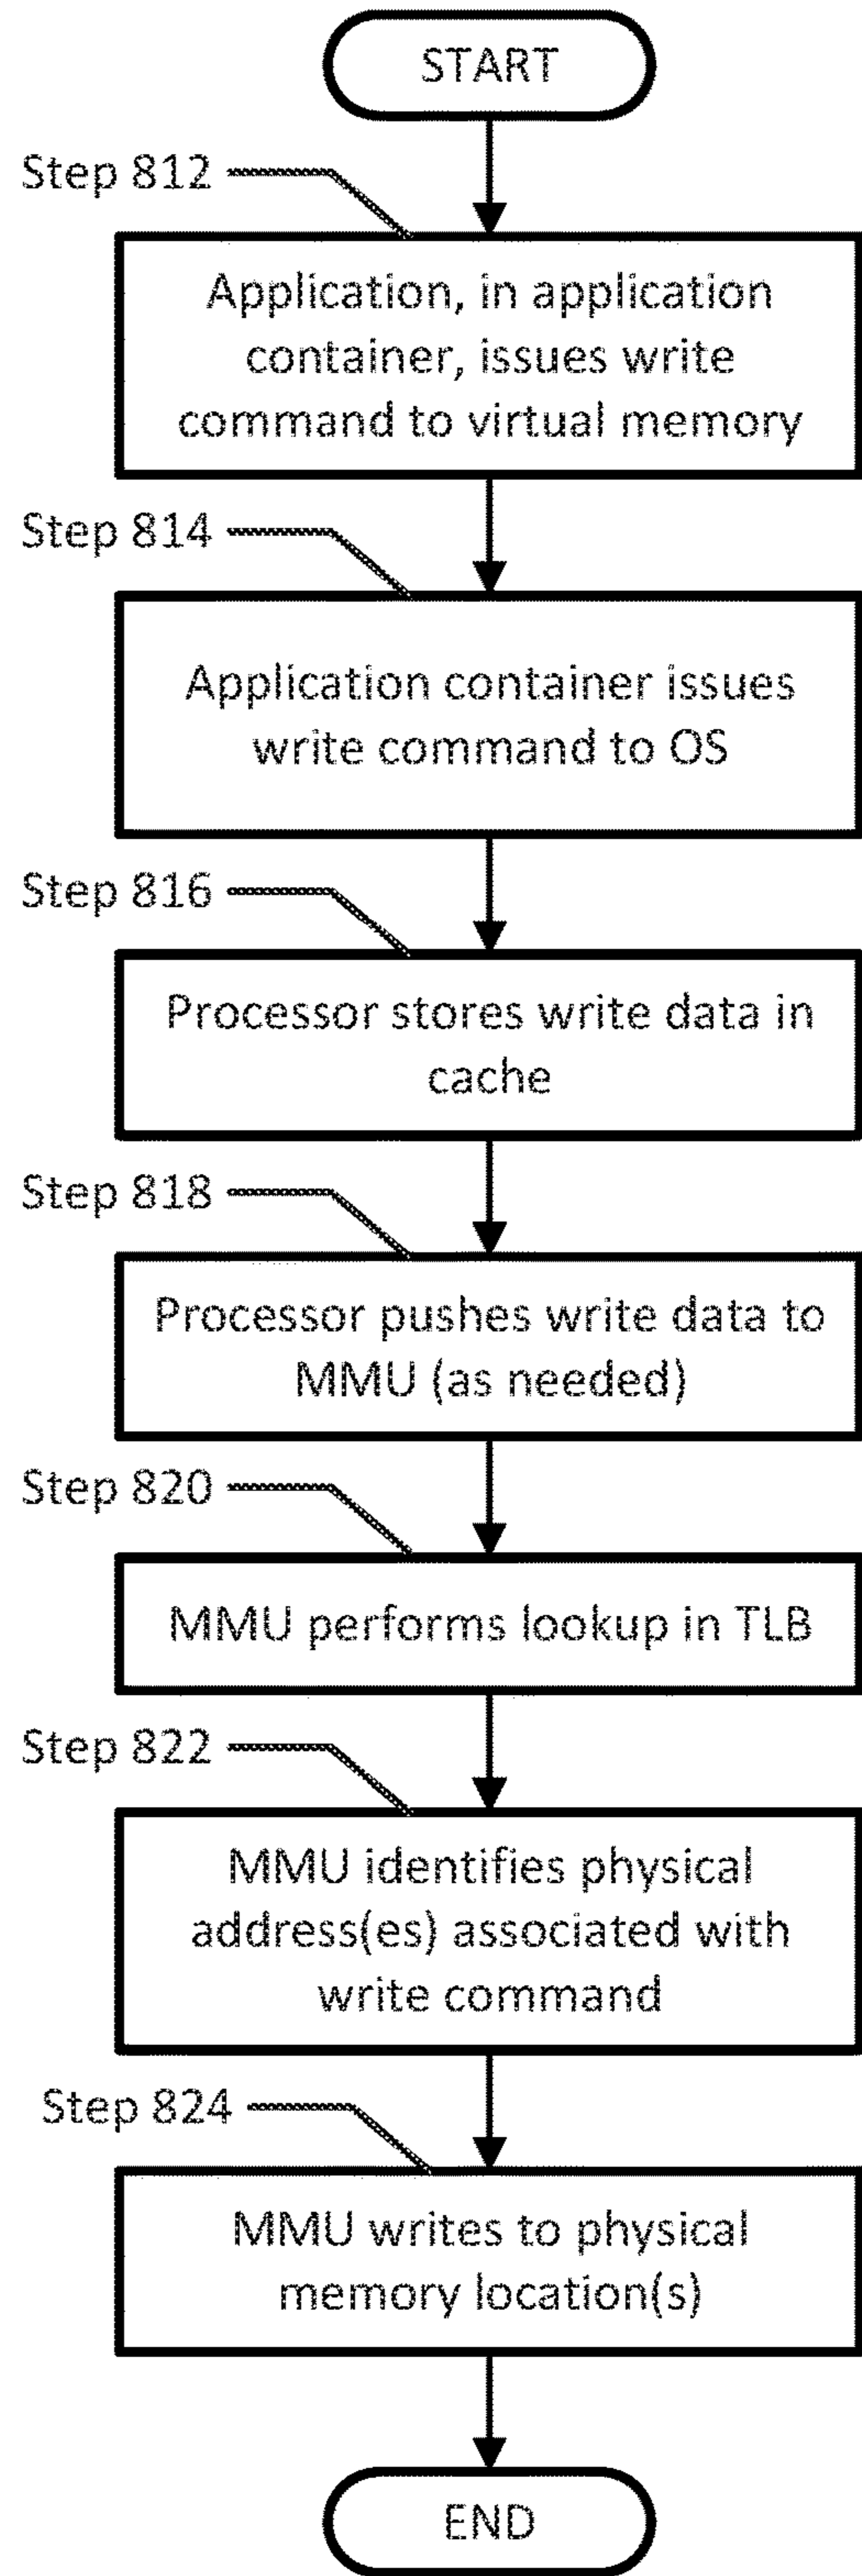 START
Step 812
Application, in application
container, issues write
command to virtual memory
Step 814
Application container issues
write command to OS
Step 816
Processor stores write data in
cache
Step 818
Processor pushes write data to
MMU (as needed)
Step 820
MMU performs lookup in TLB
Step 822
MMU identifies physical
address(es) associated with
write command
Step 824
MMU writes to physical
memory location(s)
END